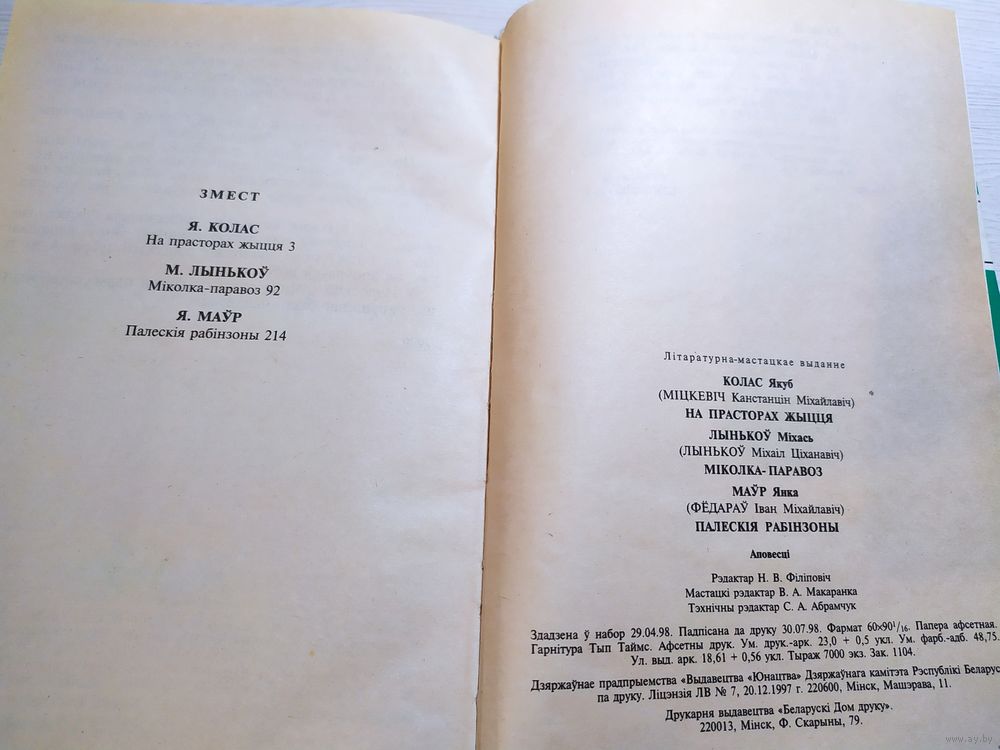 ЗМЕСТ
Я. КОЛАС
На прасторах жыцця 3
М. ЛЫНЬКОЎ
Міколка-паравоз 92
Я. МАЎР
Палескія рабінзоны 214
Літаратурна-мастацкае выданне
КОЛАС Якуб
(МІЦКЕВІЧ Канстанцін Міхайлавіч)
НА ПРАСТОРАХ ЖЫЦЦЯ
ЛЫНЬКОЎ Міхась
(ЛЫНЬКОЎ Міхаіл Ціханавіч)
МІКОЛКА-ПАРАВОЗ
МАЎР Янка
(ФЁДАРАЎ Іван Міхайлавіч)
ПАЛЕСКІЯ РАБІНЗОНЫ
Аповесці
Рэдактар Н. В. Філіповіч
Мастацкі рэдактар В. А. Макаранка
Тэхнічны рэдактар С. А. Абрамчук
Здадзена ў набор 29.04.98. Падпісана да друку 30.07.98. Фармат 60×90¹/₁₆. Папера афсетная.
Гарнітура Тып Таймс. Афсетны друк. Ум. друк.-арк. 23,0 + 0,5 укл. Ум. фарб.-адб. 48,75.
Ул. выд. арк. 18,61 + 0,56 укл. Тыраж 7000 экз. Зак. 1104.
Дзяржаўнае прадпрыемства «Выдавецтва «Юнацтва» Дзяржаўнага камітэта Рэспублікі Беларусь
па друку. Ліцэнзія ЛВ № 7, 20.12.1997 г. 220600, Мінск, Машэрава, 11.
Друкарня выдавецтва «Беларускі Дом друку».
220013, Мінск, Ф. Скарыны, 79.
www.ay.by